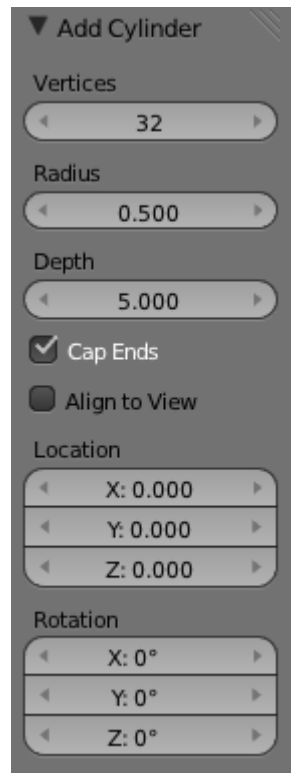 Add Cylinder
Vertices
32
Radius
0.500
Depth
5.000
Cap Ends
Align to View
Location
X: 0.000
Y: 0.000
Z: 0.000
Rotation
X: 0°
Y: 0°
Z: 0°